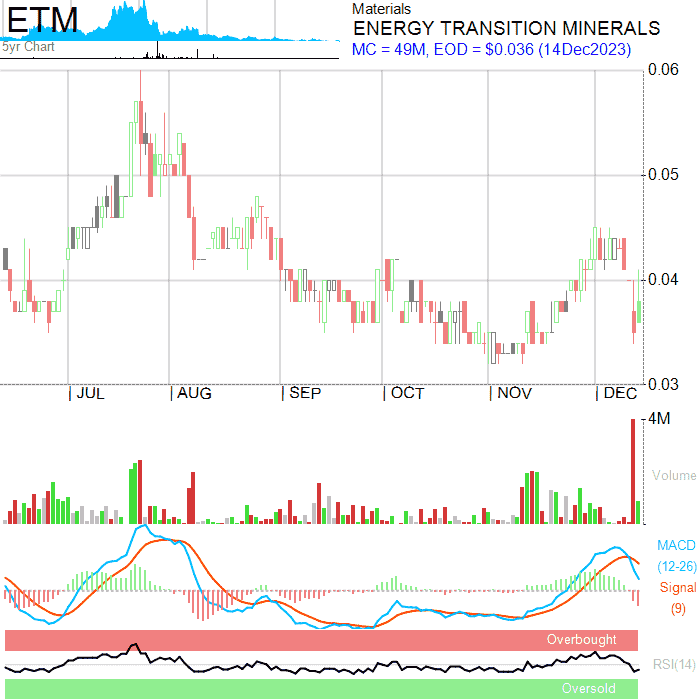 ETM
5yr Chart
Materials
ENERGY TRANSITION MINERALS
MC = 49M, EOD = $0.036 (14Dec2023)
0.06
0.05
0.04
0.03
JUL AUG SEP OCT NOV DEC
4M
Volume
MACD
(12-26)
Signal
(9)
Overbought
RSI(14)
Oversold